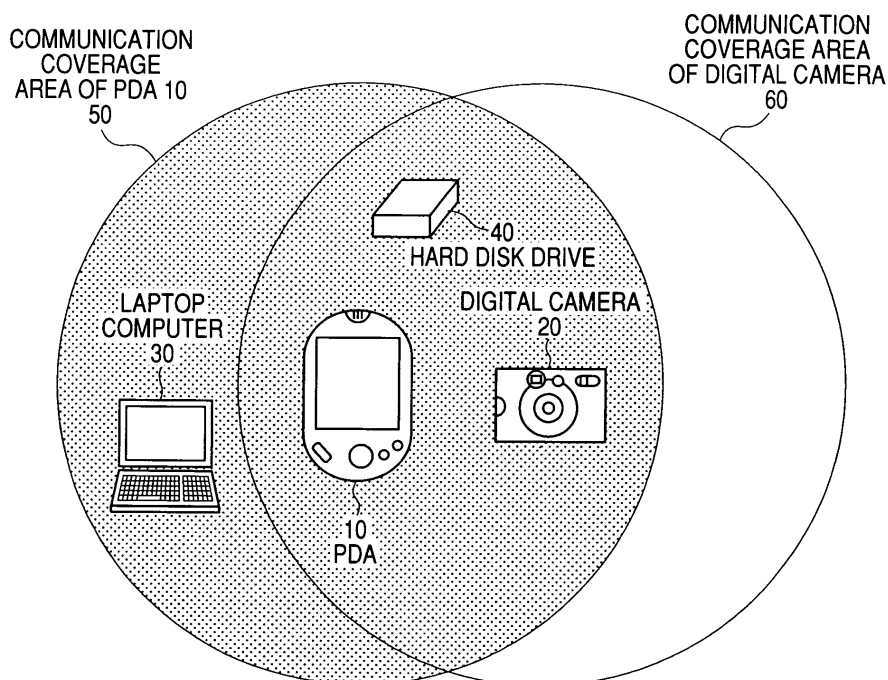 COMMUNICATION
COVERAGE
AREA OF PDA 10
50
COMMUNICATION
COVERAGE AREA
OF DIGITAL CAMERA
60
40
HARD DISK DRIVE
LAPTOP
COMPUTER
30
DIGITAL CAMERA
20
10
PDA